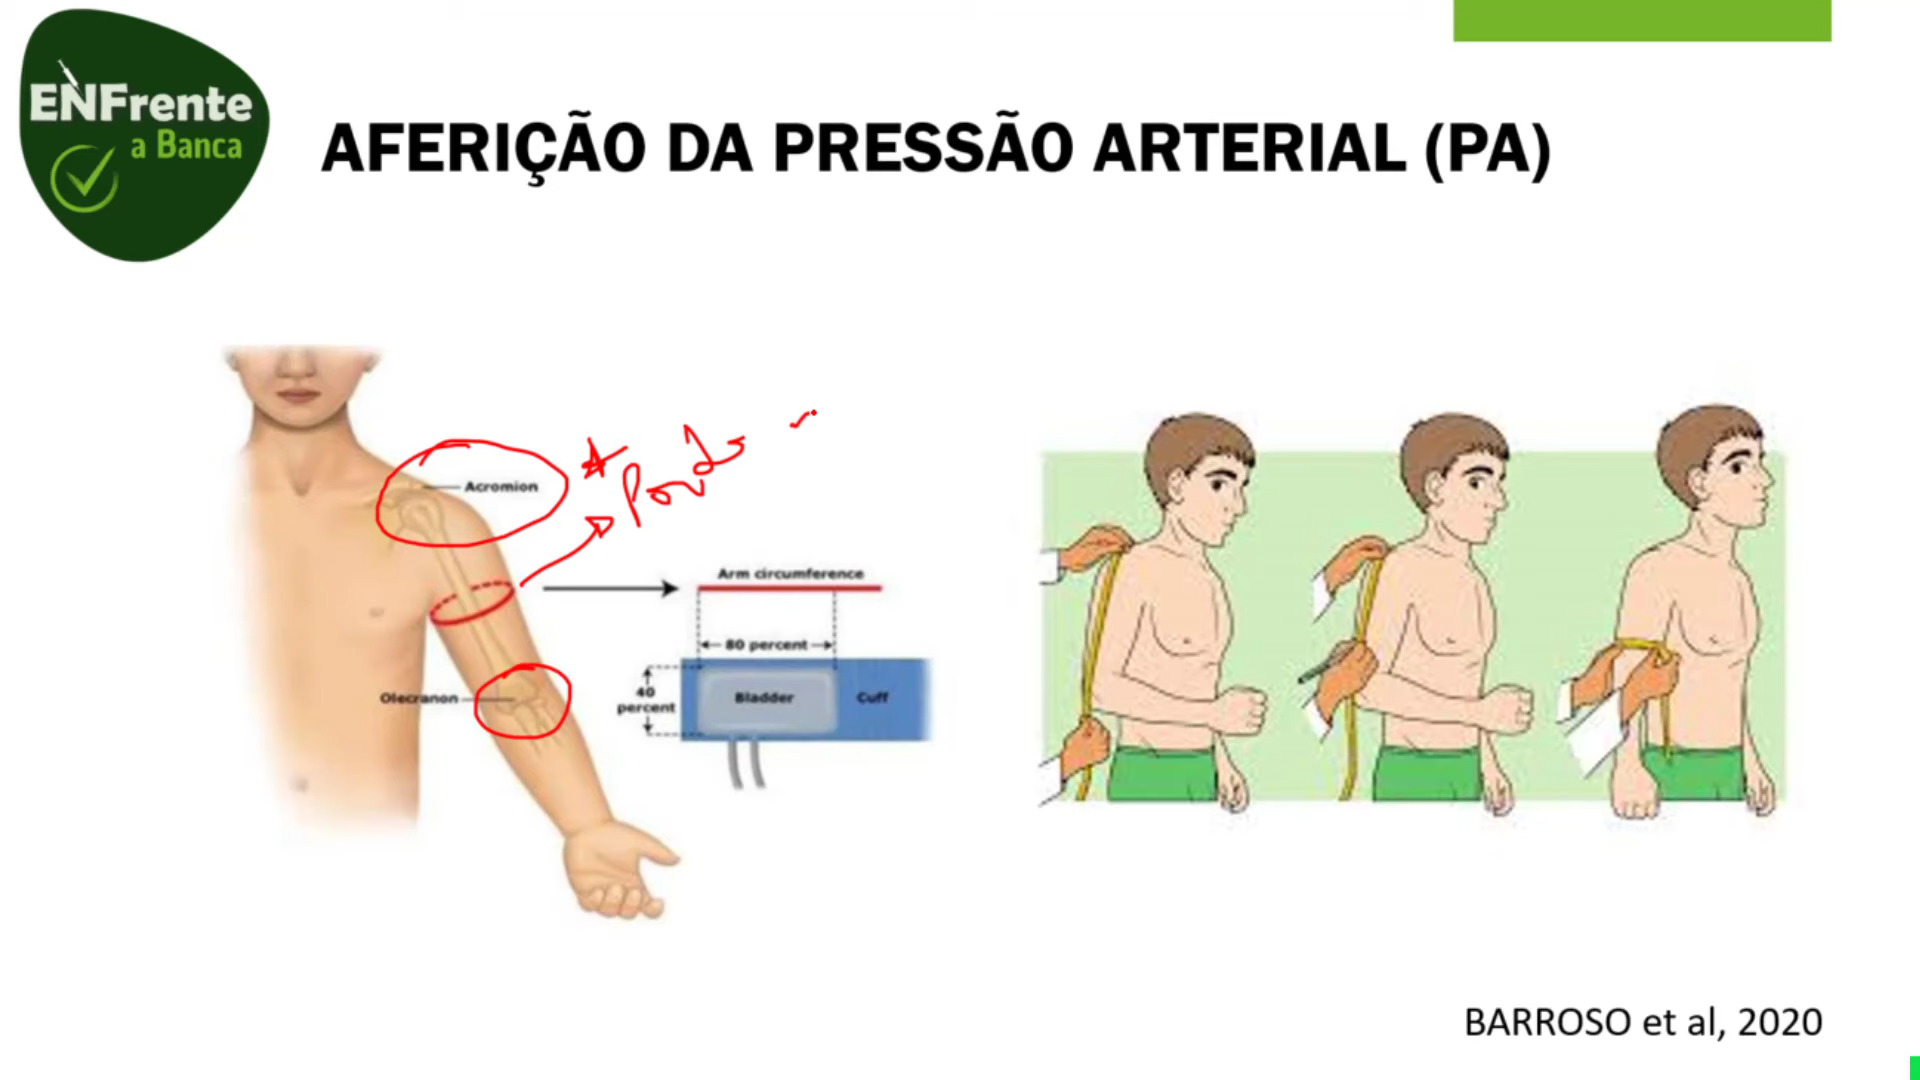 ENFrente
a Banca
AFERIÇÃO DA PRESSÃO ARTERIAL (PA)
Acromion
Arm circumference
80 percent
40
percent
Bladder
Cuff
Olecranon
BARROSO et al, 2020